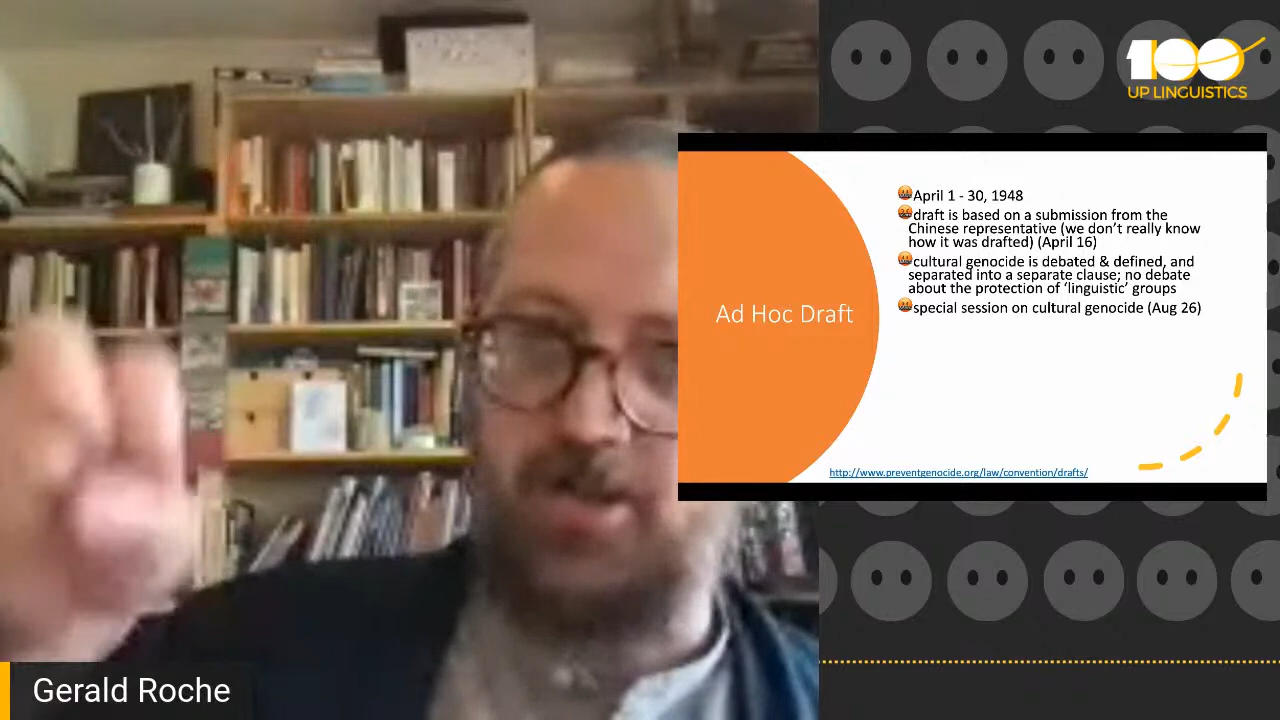 100
UP LINGUISTICS
April 1 - 30, 1948
draft is based on a submission from the
Chinese representative (we don't really know
how it was drafted) (April 16)
cultural genocide is debated & defined, and
separated into a separate clause; no debate
about the protection of 'linguistic' groups
special session on cultural genocide (Aug 26)
Ad Hoc Draft
http://www.preventgenocide.org/law/convention/drafts/
Gerald Roche